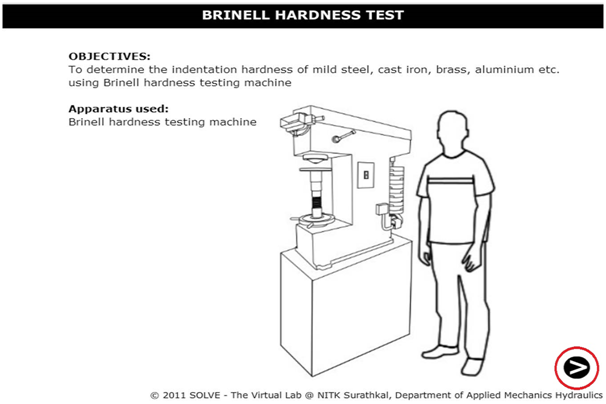 BRINELL HARDNESS TEST
OBJECTIVES:
To determine the indentation hardness of mild steel, cast iron, brass, aluminium etc.
using Brinell hardness testing machine
Apparatus used:
Brinell hardness testing machine
© 2011 SOLVE - The Virtual Lab @ NITK Surathkal, Department of Applied Mechanics Hydraulics